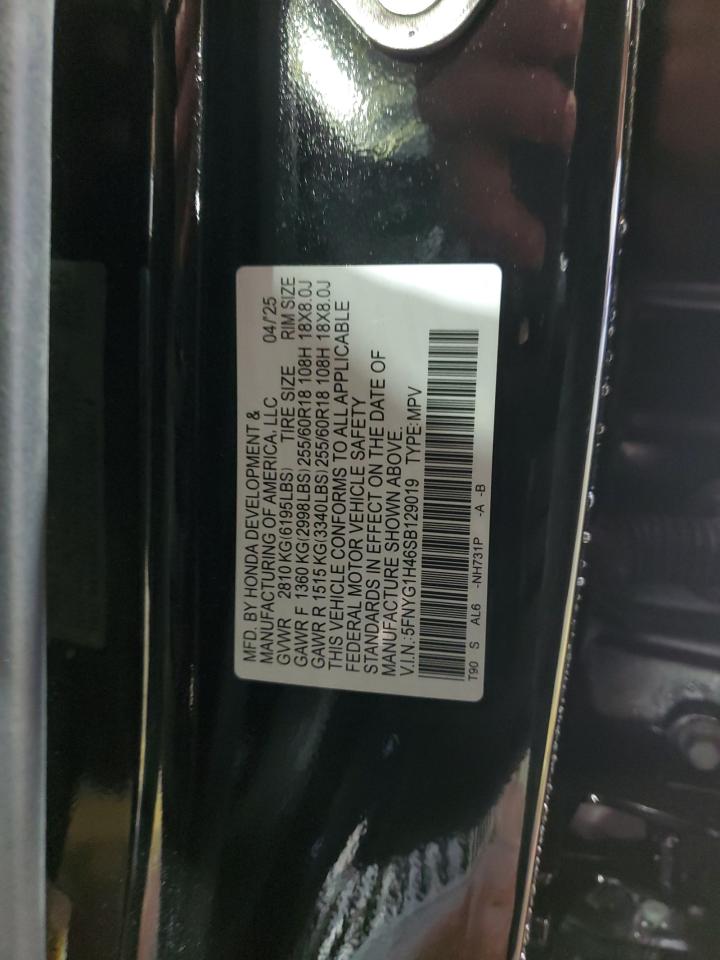 MFD. BY HONDA DEVELOPMENT &
MANUFACTURING OF AMERICA, LLC 04/'25
GVWR 2810 KG(6195LBS) TIRE SIZE RIM SIZE
GAWR F 1360 KG(2998LBS) 255/60R18 108H 18X8.0J
GAWR R 1515 KG(3340LBS) 255/60R18 108H 18X8.0J
THIS VEHICLE CONFORMS TO ALL APPLICABLE
FEDERAL MOTOR VEHICLE SAFETY
STANDARDS IN EFFECT ON THE DATE OF
MANUFACTURE SHOWN ABOVE.
V.I.N.:5FNYG1H46SB129019 TYPE:MPV
T90 S AL6 -NH731P -A -B